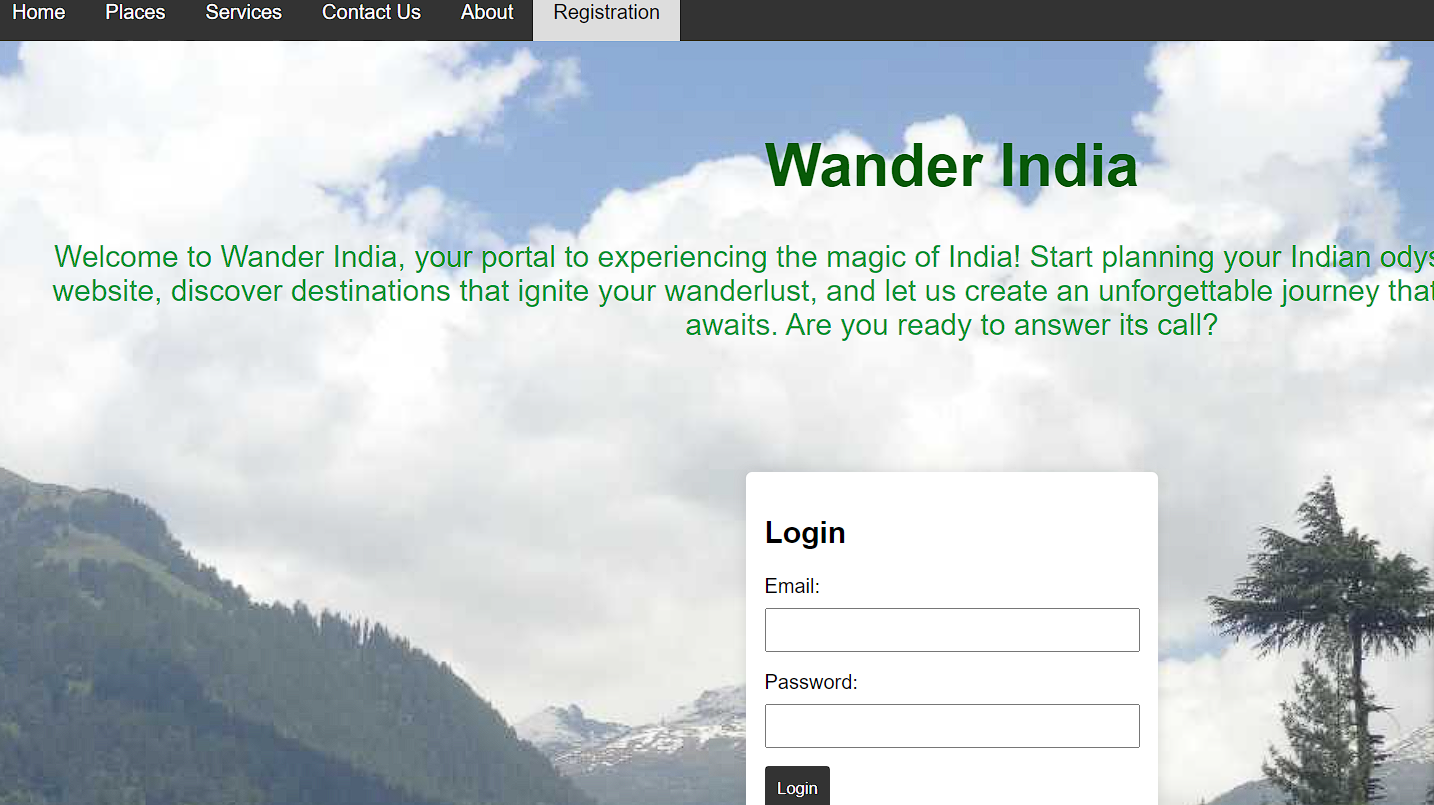 Home Places Services Contact Us About Registration
Wander India
Welcome to Wander India, your portal to experiencing the magic of India! Start planning your Indian odys
website, discover destinations that ignite your wanderlust, and let us create an unforgettable journey that
awaits. Are you ready to answer its call?
Login
Email:
Password:
Login